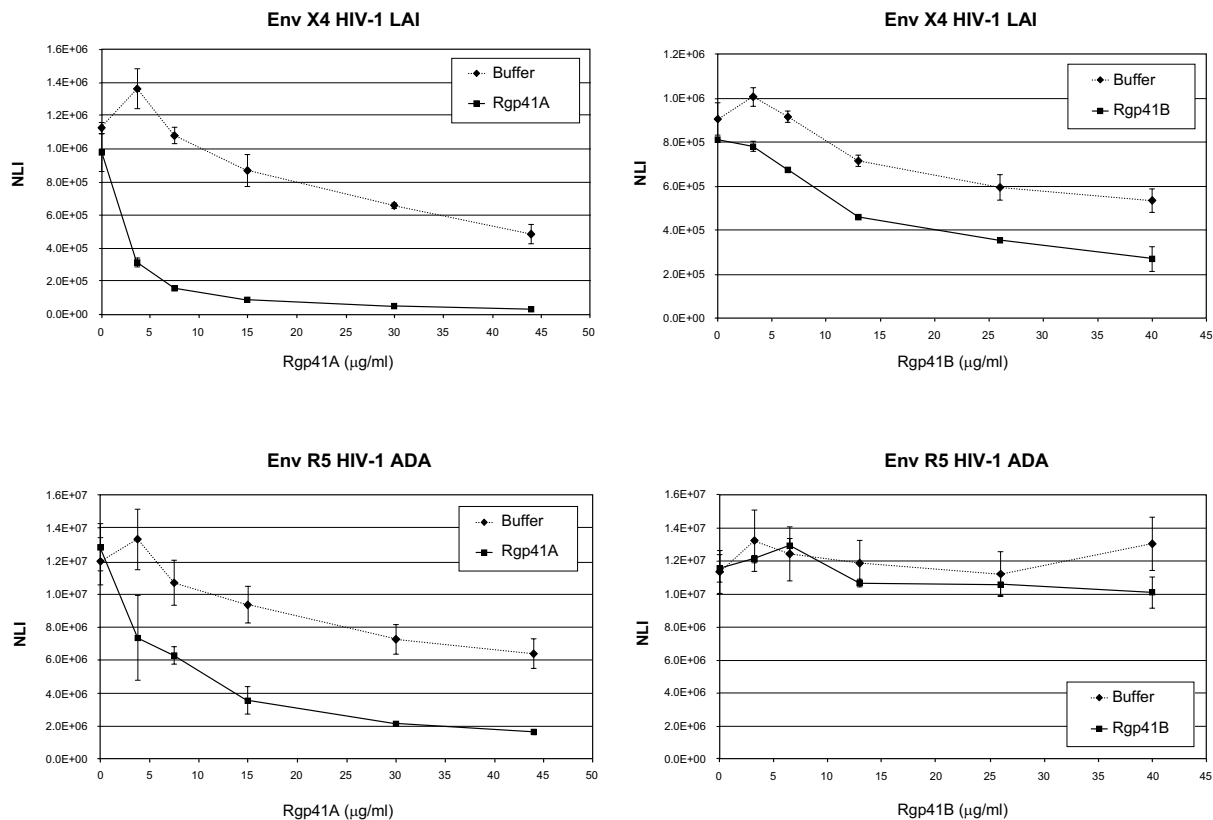 Env X4 HIV-1 LAI
1.6E+06
1.4E+06
1.2E+06
1.0E+06
8.0E+05
6.0E+05
4.0E+05
2.0E+05
0.0E+00
NLI
Buffer
Rgp41A
0 5 10 15 20 25 30 35 40 45 50
Rgp41A (μg/ml)
Env X4 HIV-1 LAI
1.2E+06
1.0E+06
8.0E+05
6.0E+05
4.0E+05
2.0E+05
0.0E+00
NLI
Buffer
Rgp41B
0 5 10 15 20 25 30 35 40 45
Rgp41B (μg/ml)
Env R5 HIV-1 ADA
1.6E+07
1.4E+07
1.2E+07
1.0E+07
8.0E+06
6.0E+06
4.0E+06
2.0E+06
0.0E+00
NLI
Buffer
Rgp41A
0 5 10 15 20 25 30 35 40 45 50
Rgp41A (μg/ml)
Env R5 HIV-1 ADA
1.6E+07
1.4E+07
1.2E+07
1.0E+07
8.0E+06
6.0E+06
4.0E+06
2.0E+06
0.0E+00
NLI
Buffer
Rgp41B
0 5 10 15 20 25 30 35 40 45
Rgp41B (μg/ml)